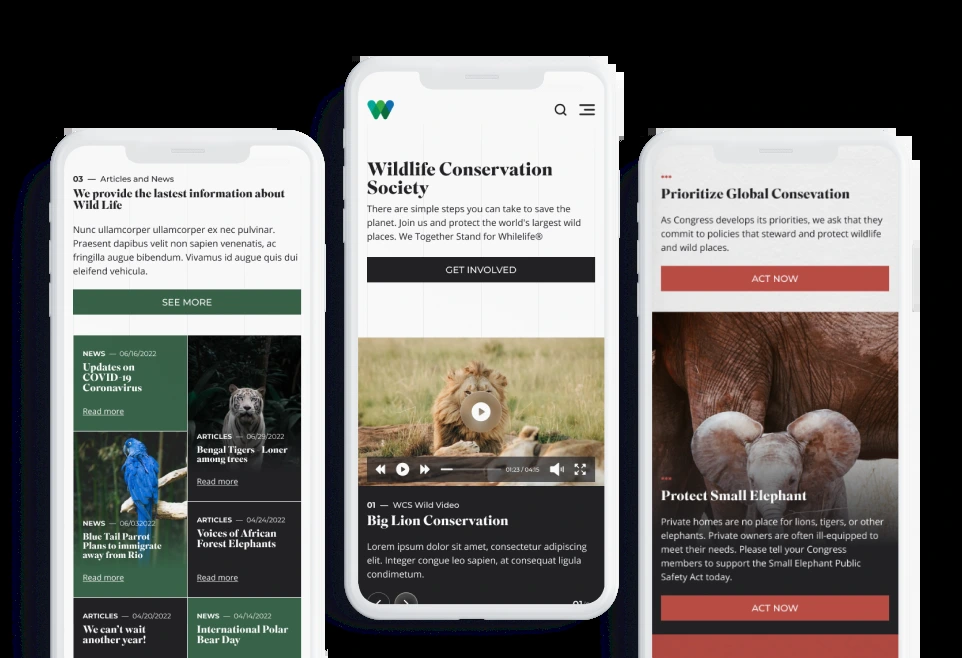 03 — Articles and News
We provide the lastest information about
Wild Life
Nunc ullamcorper ullamcorper ex nec pulvinar.
Praesent dapibus velit non sapien venenatis, ac
fringilla augue bibendum. Vivamus id augue quis dui
eleifend vehicula.
SEE MORE
NEWS — 06/16/2022
Updates on
COVID-19
Coronavirus
Read more
ARTICLES — 06/29/2022
Bengal Tigers - Loner
among trees
Read more
NEWS — 06/032022
Blue Tail Parrot
Plans to immigrate
away from Rio
Read more
ARTICLES — 04/24/2022
Voices of African
Forest Elephants
Read more
ARTICLES — 04/20/2022
We can't wait
another year!
NEWS — 04/14/2022
International Polar
Bear Day
W
Wildlife Conservation
Society
There are simple steps you can take to save the
planet. Join us and protect the world's largest wild
places. We Together Stand for Whilelife®
GET INVOLVED
01:23 / 04:15
01 — WCS Wild Video
Big Lion Conservation
Lorem ipsum dolor sit amet, consectetur adipiscing
elit. Integer congue leo sapien, at consequat ligula
condimetum.
01
Prioritize Global Consevation
As Congress develops its priorities, we ask that they
commit to policies that steward and protect wildlife
and wild places.
ACT NOW
Protect Small Elephant
Private homes are no place for lions, tigers, or other
elephants. Private owners are often ill-equipped to
meet their needs. Please tell your Congress
members to support the Small Elephant Public
Safety Act today.
ACT NOW